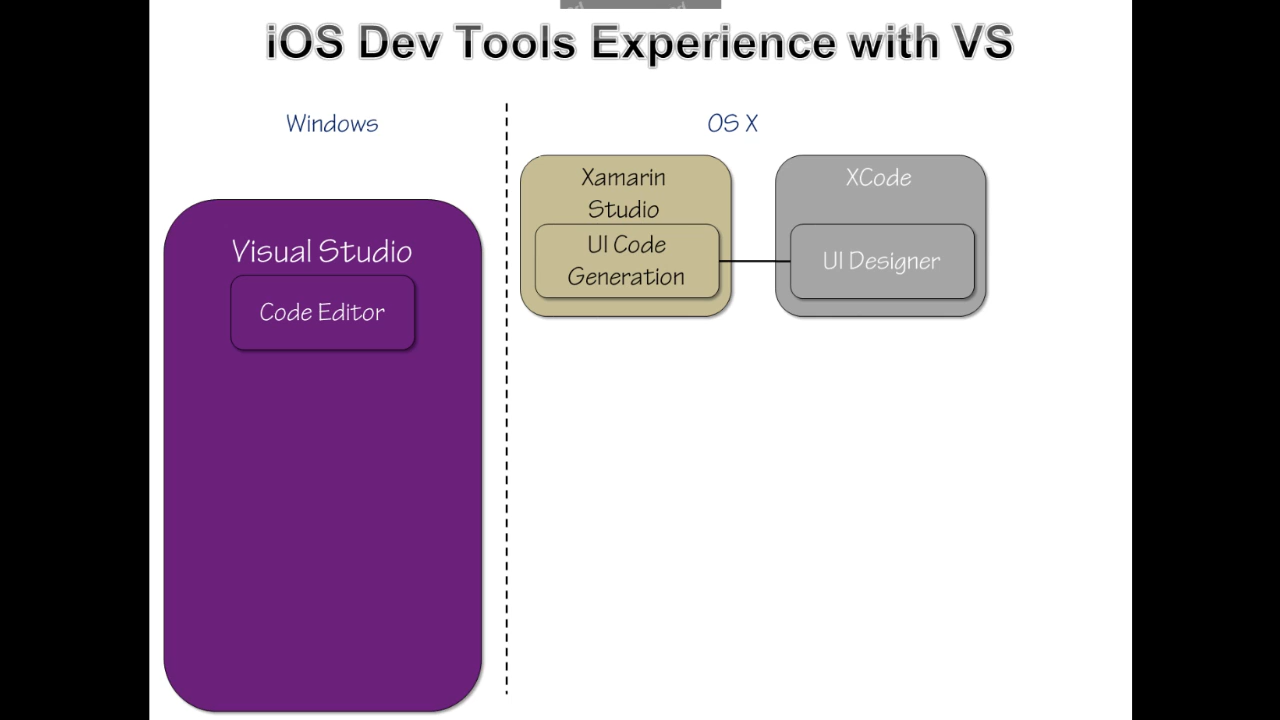 iOS Dev Tools Experience with VS
Windows
OS X
Visual Studio
Code Editor
Xamarin
Studio
UI Code
Generation
XCode
UI Designer